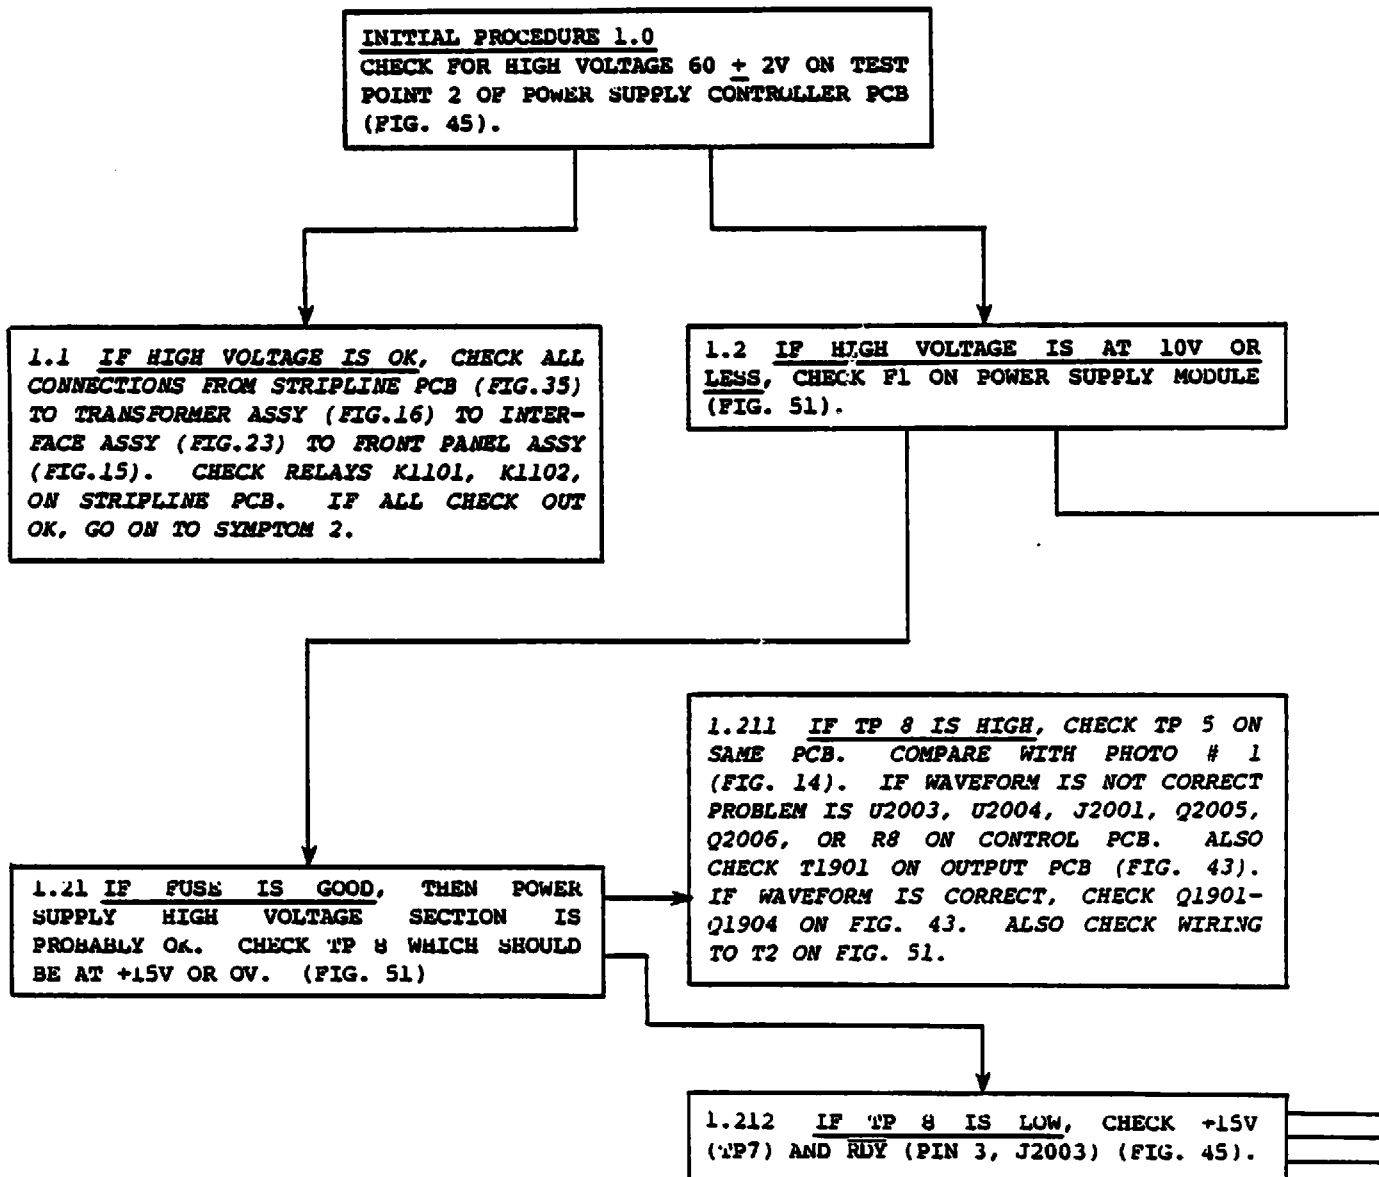 INITIAL PROCEDURE 1.0
CHECK FOR HIGH VOLTAGE 60 ± 2V ON TEST
POINT 2 OF POWER SUPPLY CONTROLLER PCB
(FIG. 45).
1.1 IF HIGH VOLTAGE IS OK, CHECK ALL
CONNECTIONS FROM STRIPLINE PCB (FIG.35)
TO TRANSFORMER ASSY (FIG.16) TO INTER-
FACE ASSY (FIG.23) TO FRONT PANEL ASSY
(FIG.15). CHECK RELAYS K1101, K1102,
ON STRIPLINE PCB. IF ALL CHECK OUT
OK, GO ON TO SYMPTOM 2.
1.2 IF HIGH VOLTAGE IS AT 10V OR
LESS, CHECK F1 ON POWER SUPPLY MODULE
(FIG. 51).
1.211 IF TP 8 IS HIGH, CHECK TP 5 ON
SAME PCB. COMPARE WITH PHOTO # 1
(FIG. 14). IF WAVEFORM IS NOT CORRECT
PROBLEM IS U2003, U2004, J2001, Q2005,
Q2006, OR R8 ON CONTROL PCB. ALSO
CHECK T1901 ON OUTPUT PCB (FIG. 43).
IF WAVEFORM IS CORRECT, CHECK Q1901-
Q1904 ON FIG. 43. ALSO CHECK WIRING
TO T2 ON FIG. 51.
1.21 IF FUSE IS GOOD, THEN POWER
SUPPLY HIGH VOLTAGE SECTION IS
PROBABLY OK. CHECK TP 8 WHICH SHOULD
BE AT +15V OR 0V. (FIG. 51)
1.212 IF TP 8 IS LOW, CHECK +15V
(TP7) AND R̅D̅Y̅ (PIN 3, J2003) (FIG. 45).